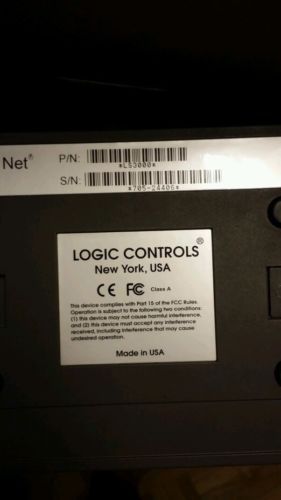 Net®
P/N:
*LS3000*
S/N:
*705-24406*
LOGIC CONTROLS®
New York, USA
CE FC Class A
This device complies with Part 15 of the FCC Rules.
Operation is subject to the following two conditions:
(1) this device may not cause harmful interference,
and (2) this device must accept any interference
received, including interference that may cause
undesired operation.
Made in USA